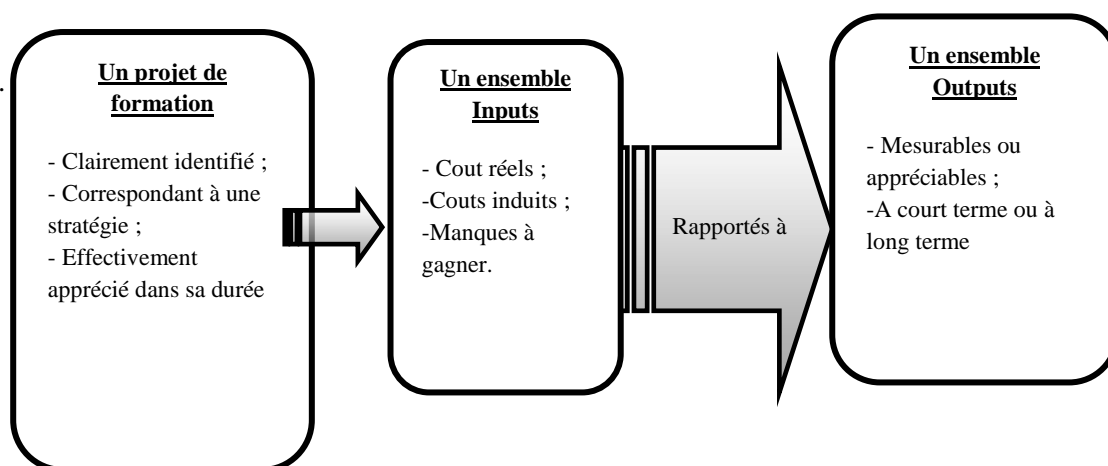 .
Un projet de
formation
- Clairement identifié ;
- Correspondant à une
stratégie ;
- Effectivement
apprécié dans sa durée
Un ensemble
Inputs
- Cout réels ;
-Couts induits ;
-Manques à
gagner.
Rapportés à
Un ensemble
Outputs
- Mesurables ou
appréciables ;
-A court terme ou à
long terme